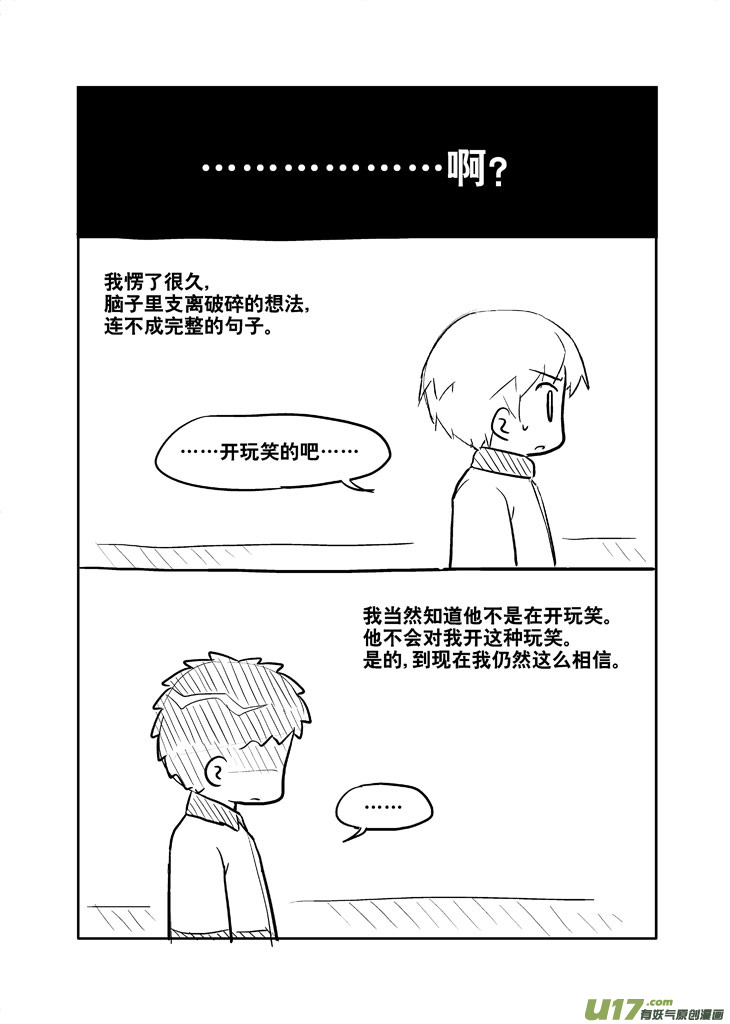 ………………啊?
我愣了很久,
脑子里支离破碎的想法,
连不成完整的句子。
……开玩笑的吧……
我当然知道他不是在开玩笑。
他不会对我开这种玩笑。
是的,到现在我仍然这么相信。
……
U17.com
有妖气原创漫画